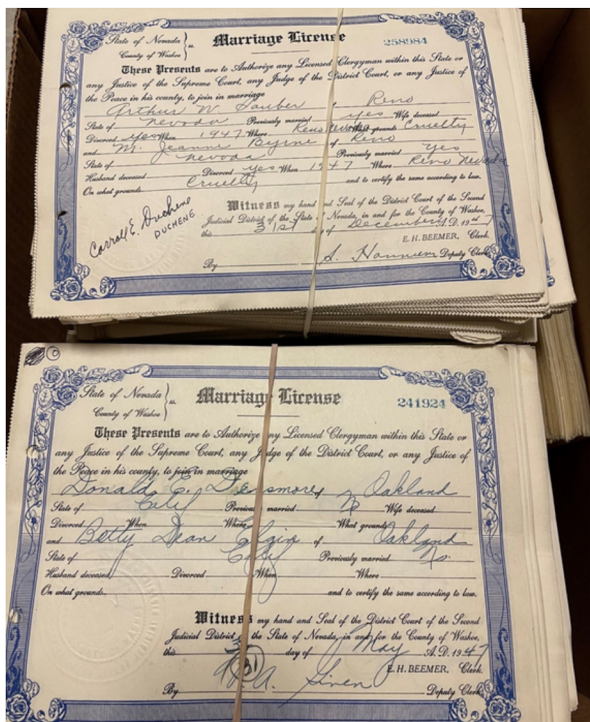 State of Nevada } ss. Marriage License 258984
County of Washoe
These Presents are to Authorize any Licensed Clergyman within this State or
any Justice of the Supreme Court, any Judge of the District Court, or any Justice of
the Peace in his county, to join in marriage
Arthur W. Sauber of Reno
State of Nevada Previously married yes Wife deceased
Divorced yes When 1947 Where Reno Nevada What grounds Cruelty
and M. Jeanne Byrne of Reno
State of Nevada Previously married Yes
Husband deceased Divorced yes When 1947 Where Reno Nevada
On what grounds Cruelty and to certify the same according to law.
Witness my hand and Seal of the District Court of the Second
Judicial District of the State of Nevada, in and for the County of Washoe,
this 31st day of December A.D. 1947
Carroll E. Duchene
DUCHENE
E. H. BEEMER, Clerk.
By S. Deputy Clerk
State of Nevada } ss. Marriage License 241924
County of Washoe
These Presents are to Authorize any Licensed Clergyman within this State or
any Justice of the Supreme Court, any Judge of the District Court, or any Justice of
the Peace in his county, to join in marriage
Donald E. of Oakland
State of Calif Previously married No Wife deceased
Divorced When Where What grounds
and Betty Jean of Oakland
State of Calif Previously married No
Husband deceased Divorced When Where
On what grounds and to certify the same according to law.
Witness my hand and Seal of the District Court of the Second
Judicial District of the State of Nevada, in and for the County of Washoe,
this day of May A.D. 1947
31
E. H. BEEMER, Clerk.
By A. Deputy Clerk.